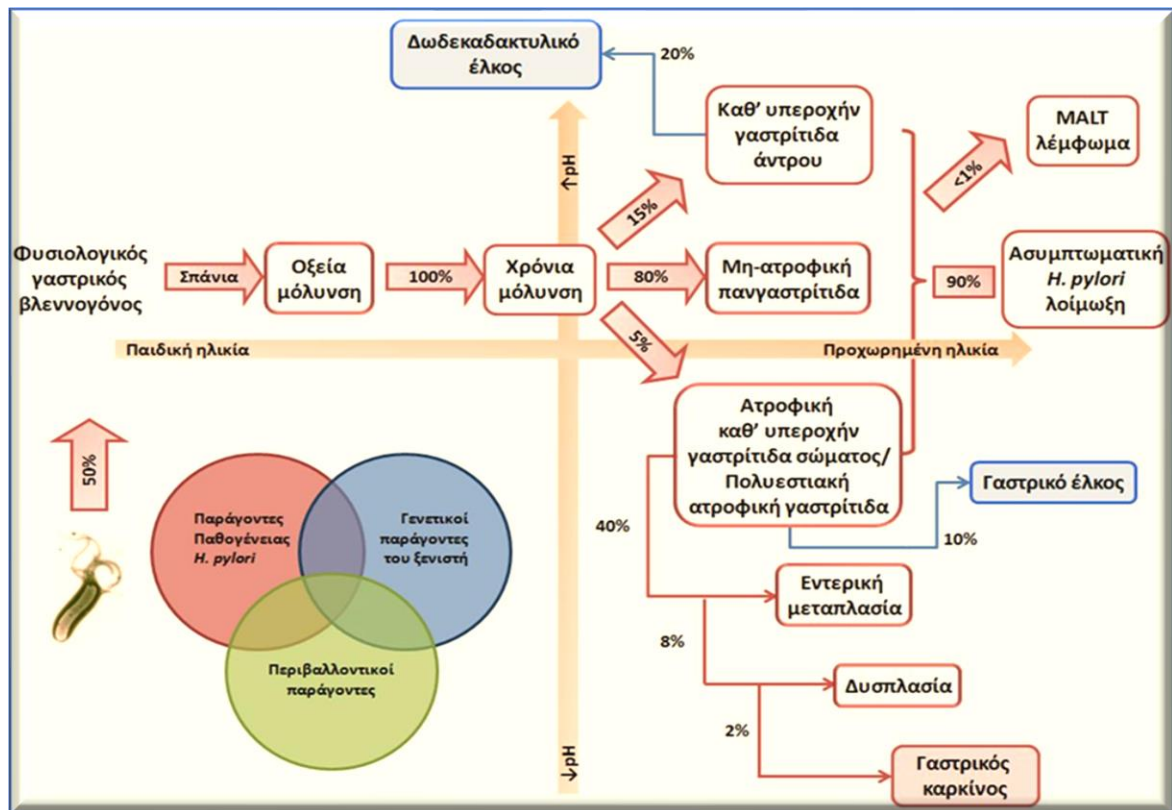 Δωδεκαδακτυλικό
έλκος
20%
Καθ’ υπεροχήν
γαστρίτιδα
άντρου
MALT
λέμφωμα
<1%
↑pH
15%
Φυσιολογικός
γαστρικός
βλεννογόνος
Σπάνια
Οξεία
μόλυνση
100%
Χρόνια
μόλυνση
80%
Μη-ατροφική
πανγαστρίτιδα
90%
Ασυμπτωματική
H. pylori
λοίμωξη
5%
Παιδική ηλικία
Προχωρημένη ηλικία
Ατροφική
καθ’ υπεροχήν
γαστρίτιδα σώματος/
Πολυεστιακή
ατροφική γαστρίτιδα
50%
Παράγοντες
Παθογένειας
H. pylori
Γενετικοί
παράγοντες
του ξενιστή
Περιβαλλοντικοί
παράγοντες
Γαστρικό έλκος
40%
10%
Εντερική
μεταπλασία
8%
Δυσπλασία
2%
↓pH
Γαστρικός
καρκίνος